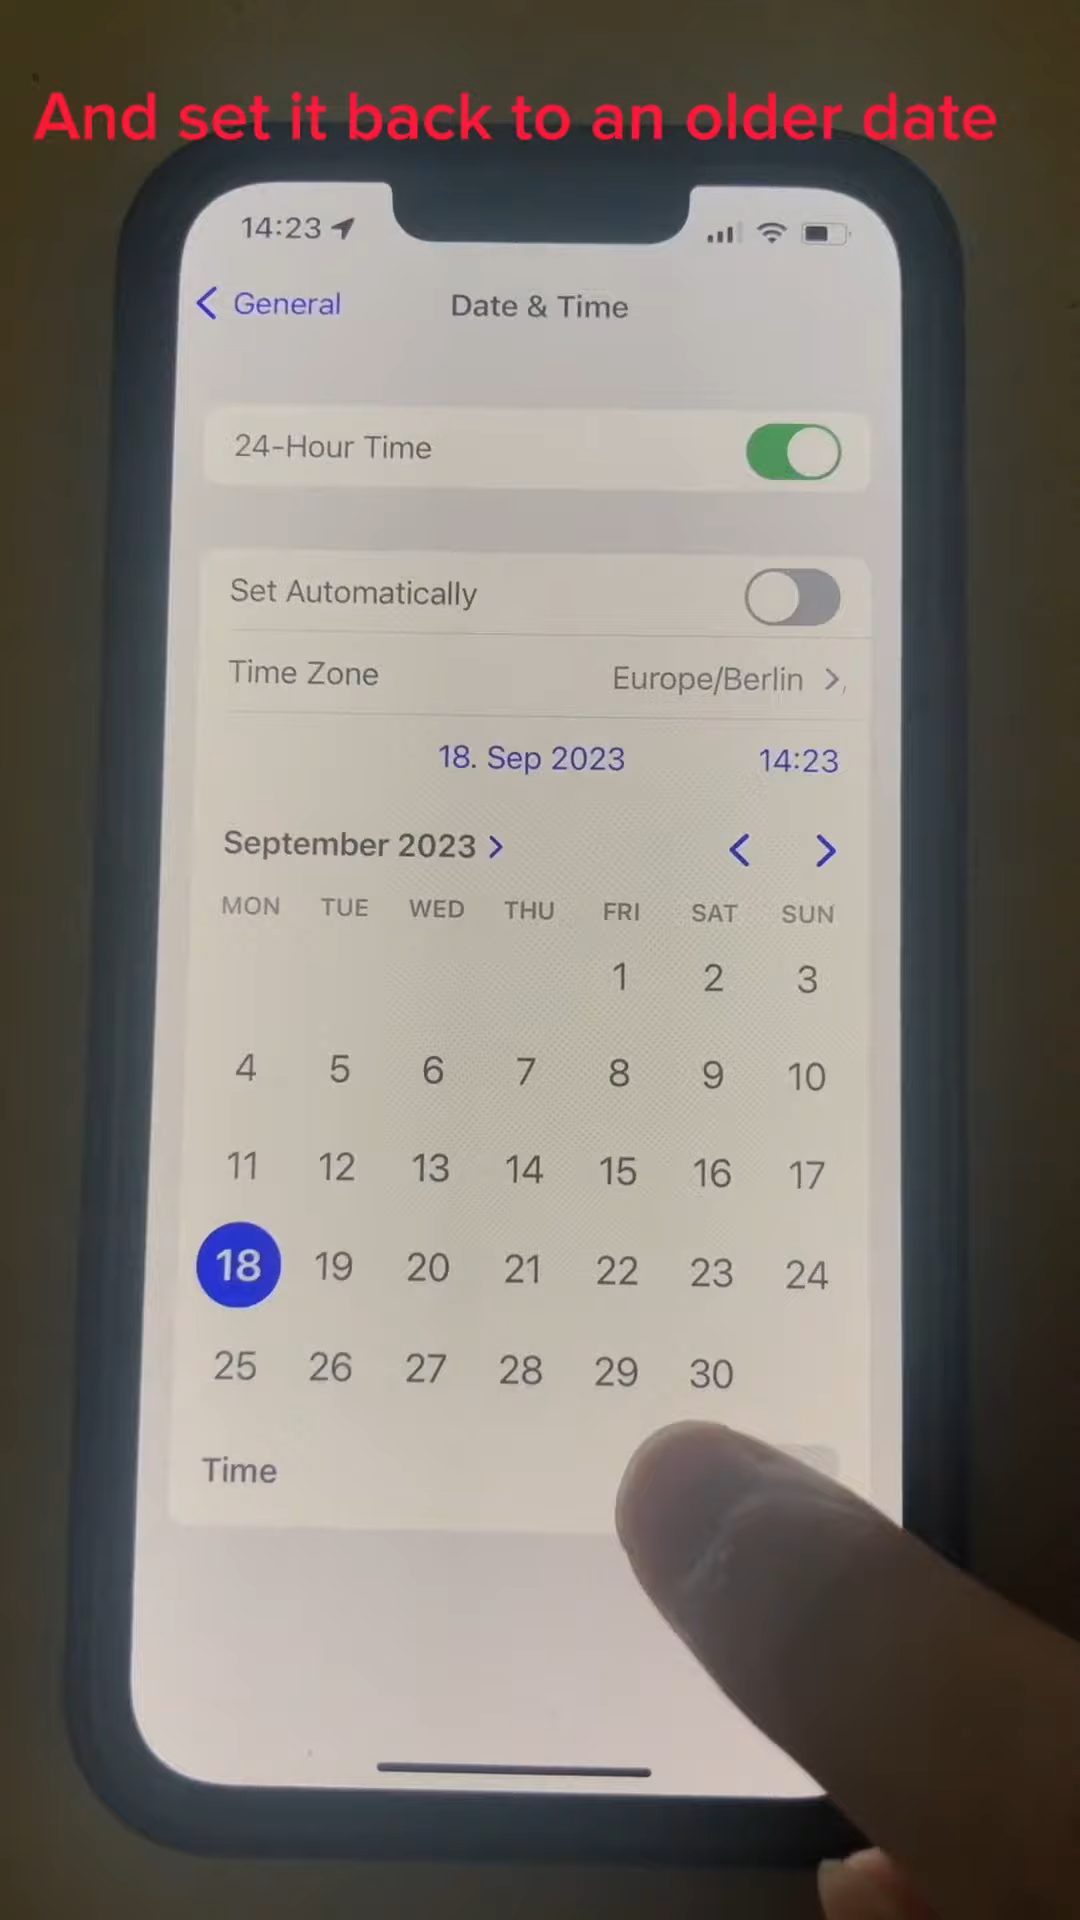 And set it back to an older date
14:23
General Date & Time
24-Hour Time
Set Automatically
Time Zone Europe/Berlin
18. Sep 2023 14:23
September 2023
MON TUE WED THU FRI SAT SUN
1 2 3
4 5 6 7 8 9 10
11 12 13 14 15 16 17
18 19 20 21 22 23 24
25 26 27 28 29 30
Time